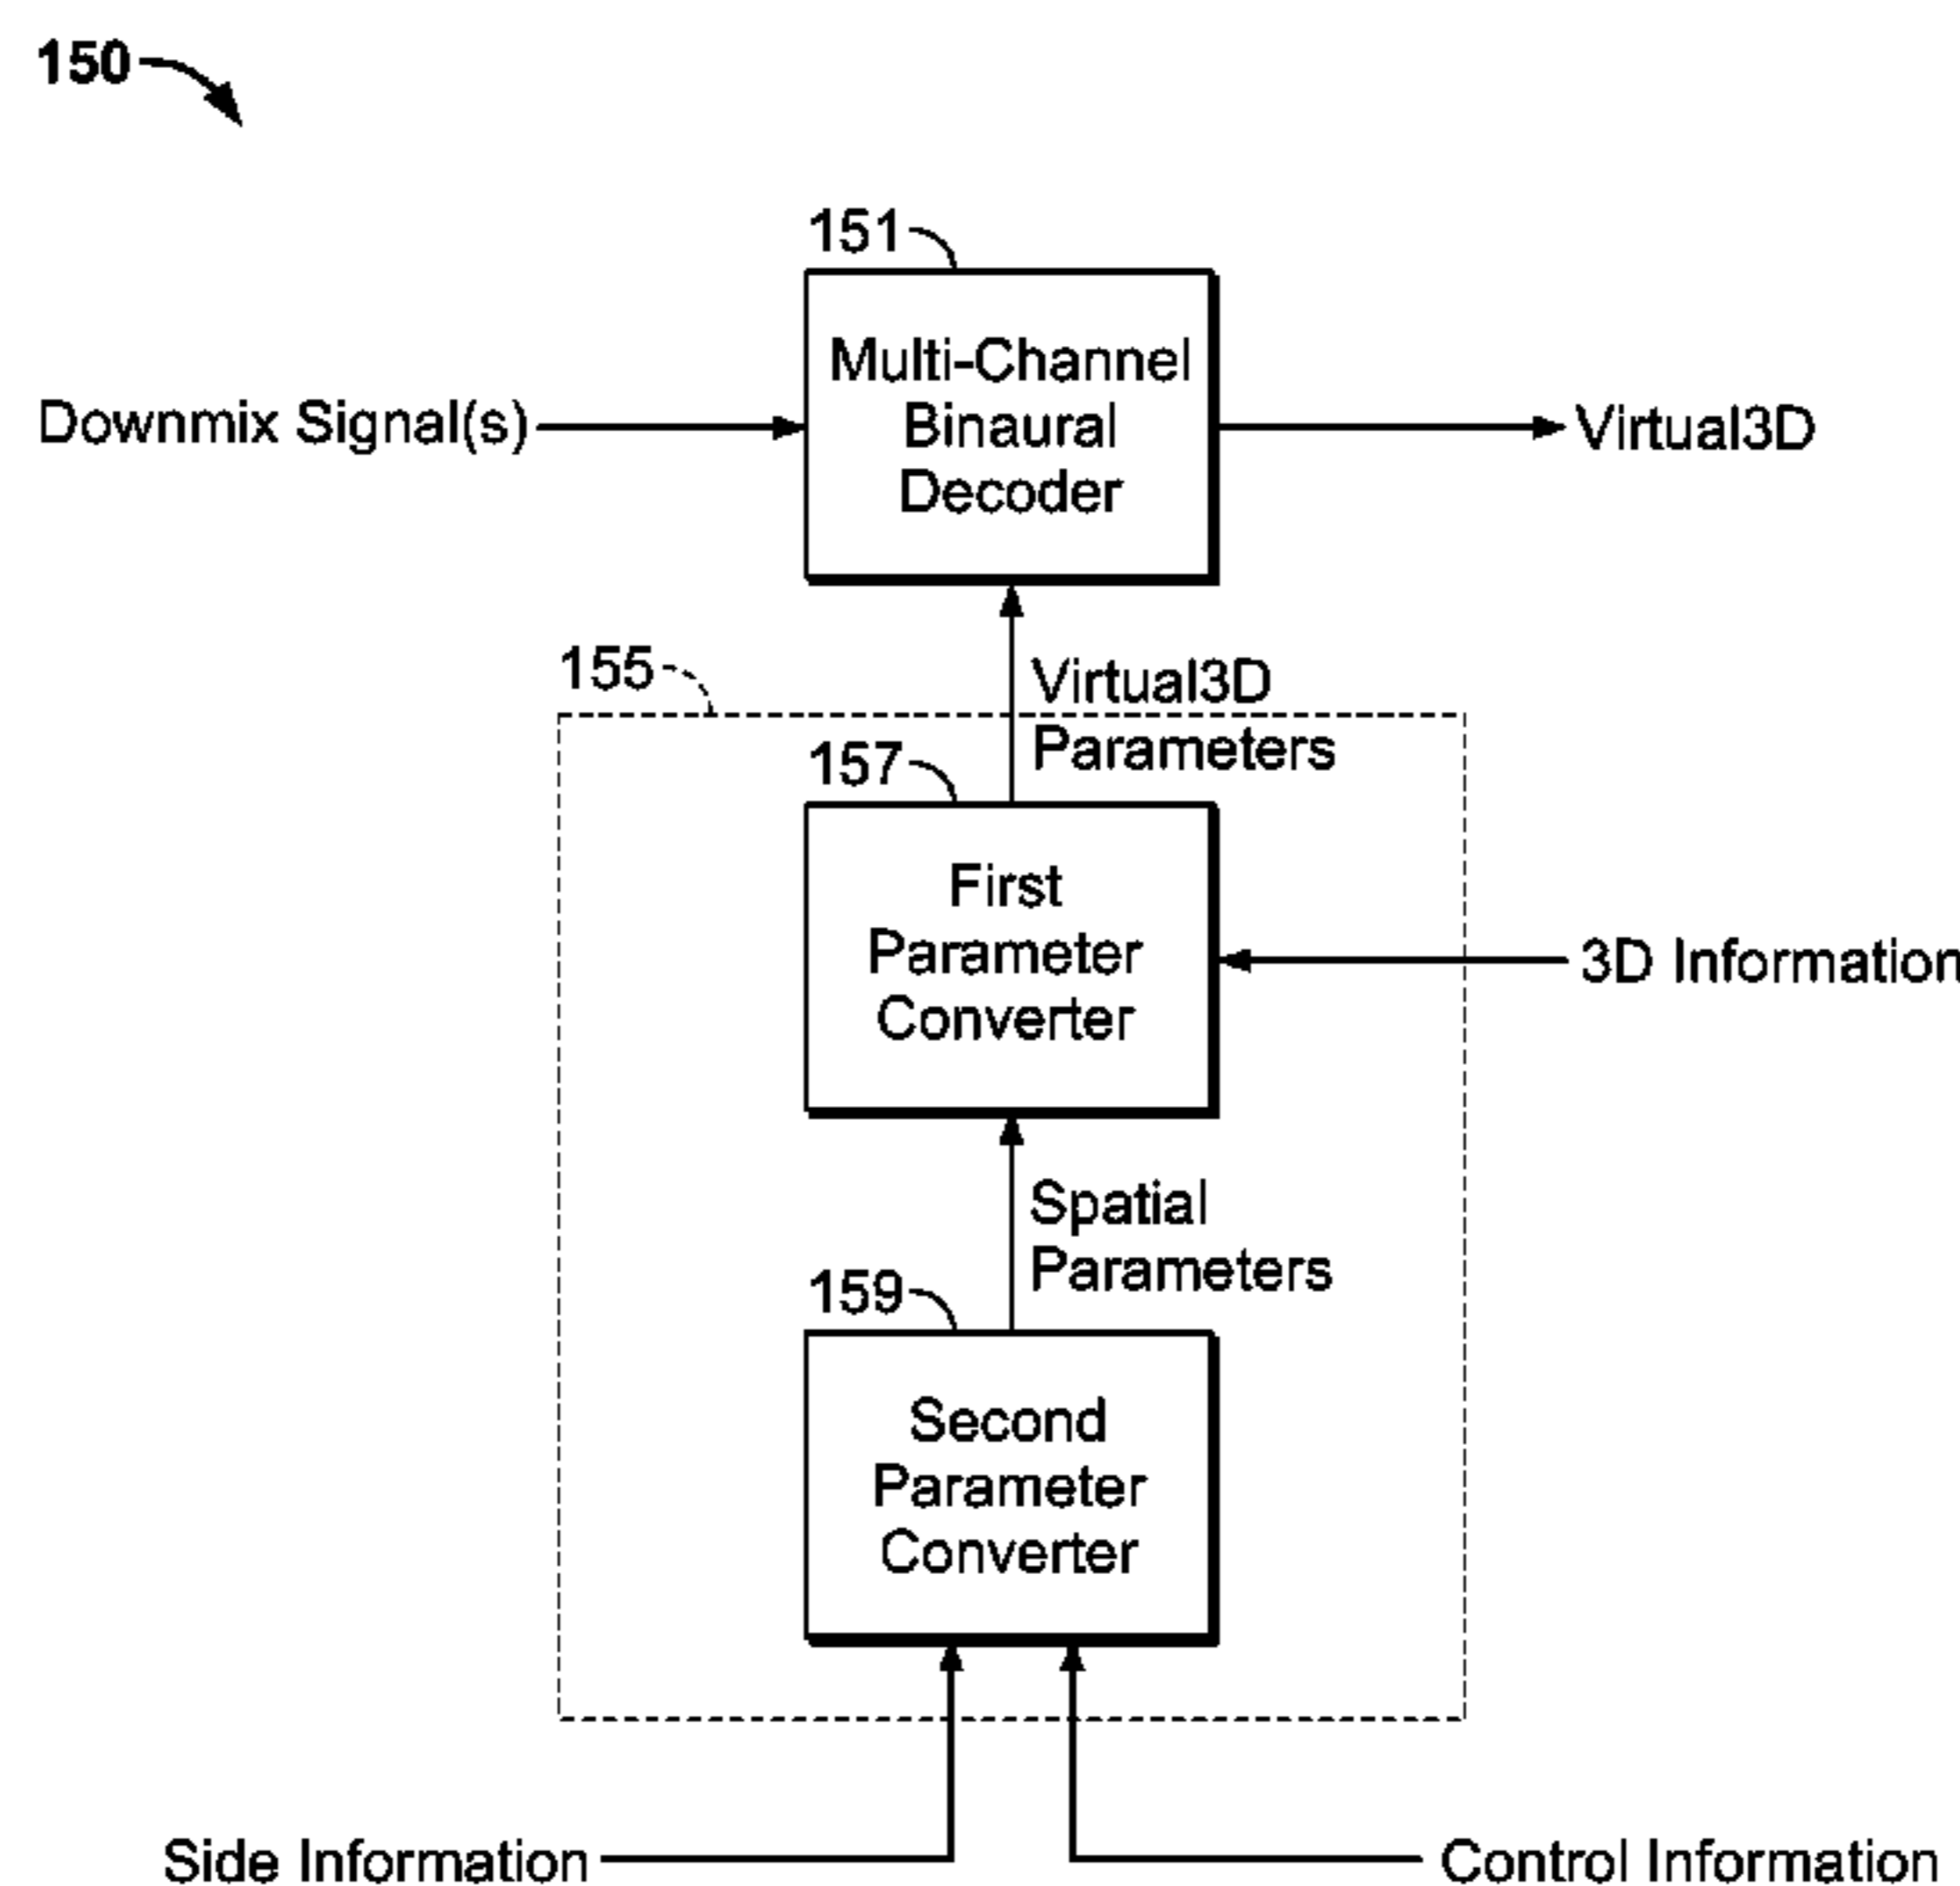 150
151
Multi-Channel
Binaural
Decoder
Downmix Signal(s)
Virtual3D
155
Virtual3D
Parameters
157
First
Parameter
Converter
3D Information
Spatial
Parameters
159
Second
Parameter
Converter
Side Information
Control Information